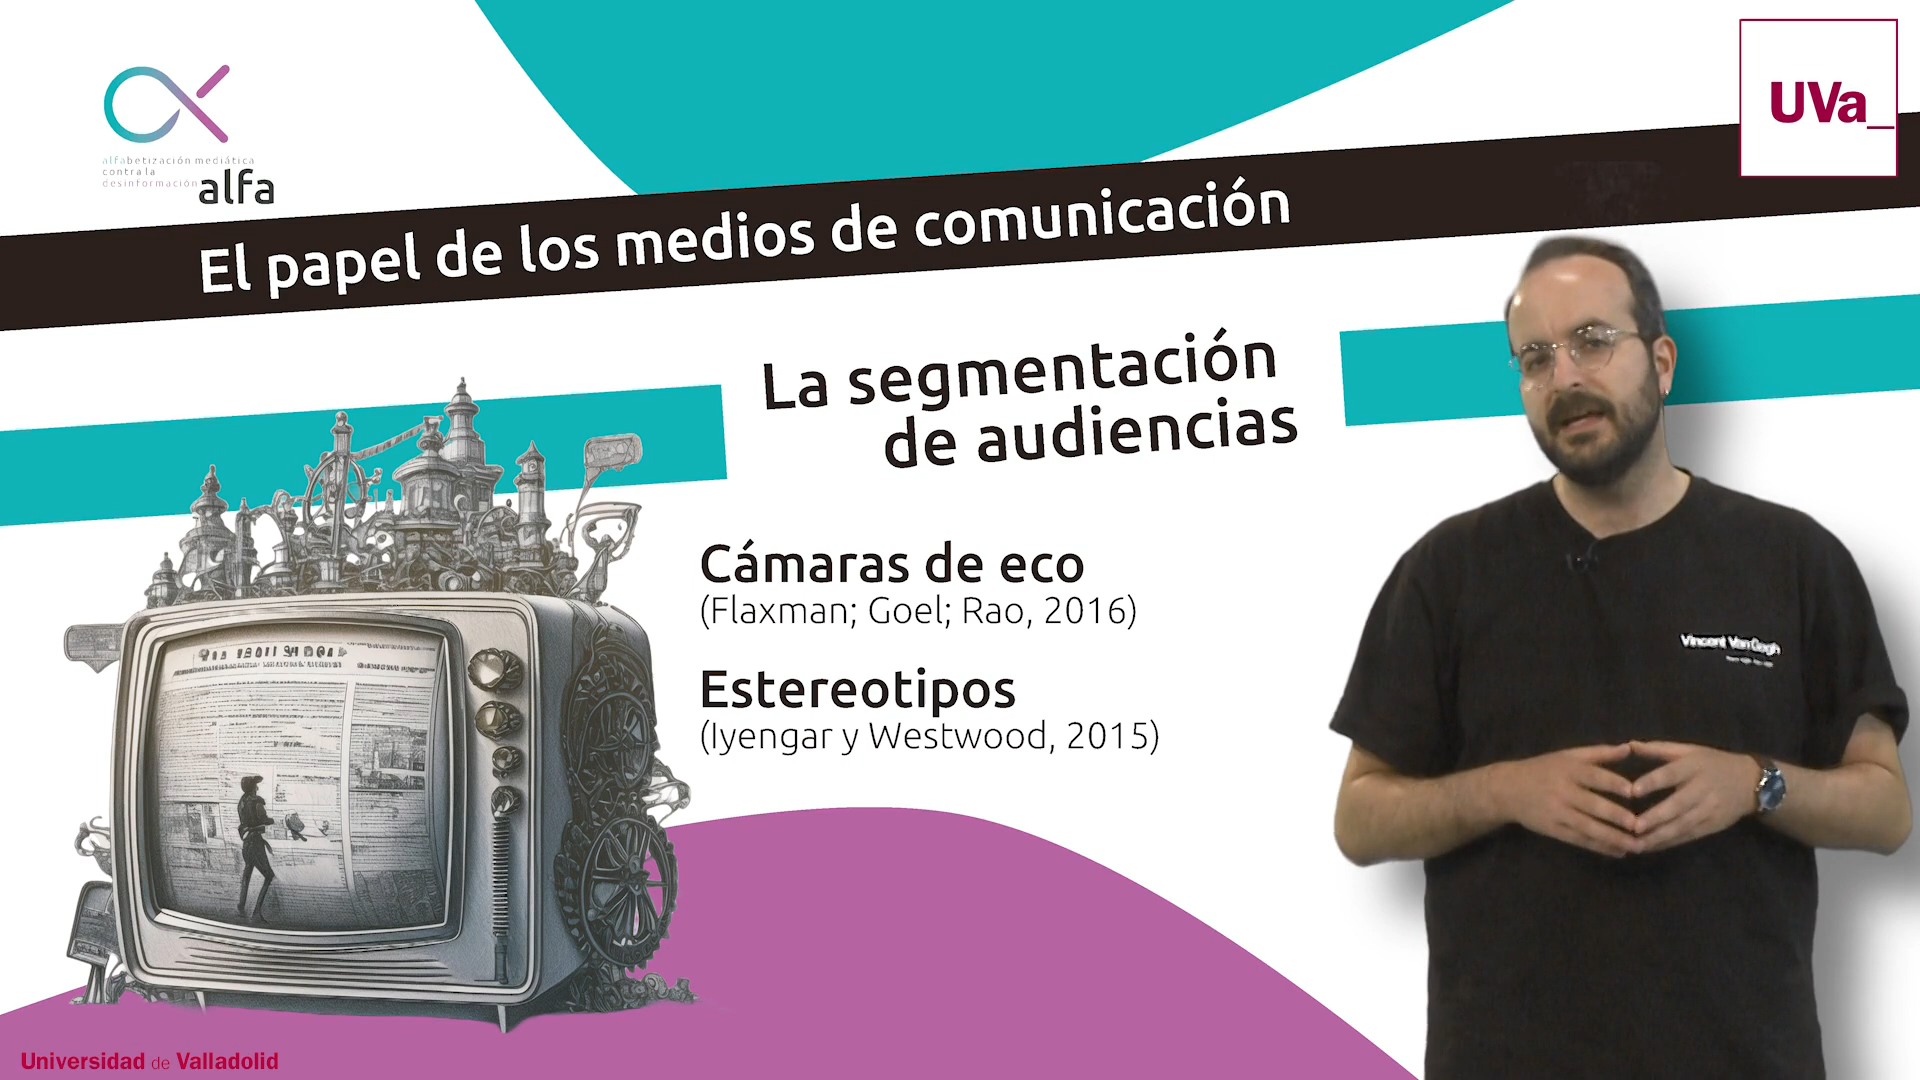 alfabetización mediática
contra la
desinformación
alfa
UVa_
El papel de los medios de comunicación
La segmentación
de audiencias
Cámaras de eco
(Flaxman; Goel; Rao, 2016)
Estereotipos
(Iyengar y Westwood, 2015)
Vincent Van Gogh
Universidad de Valladolid